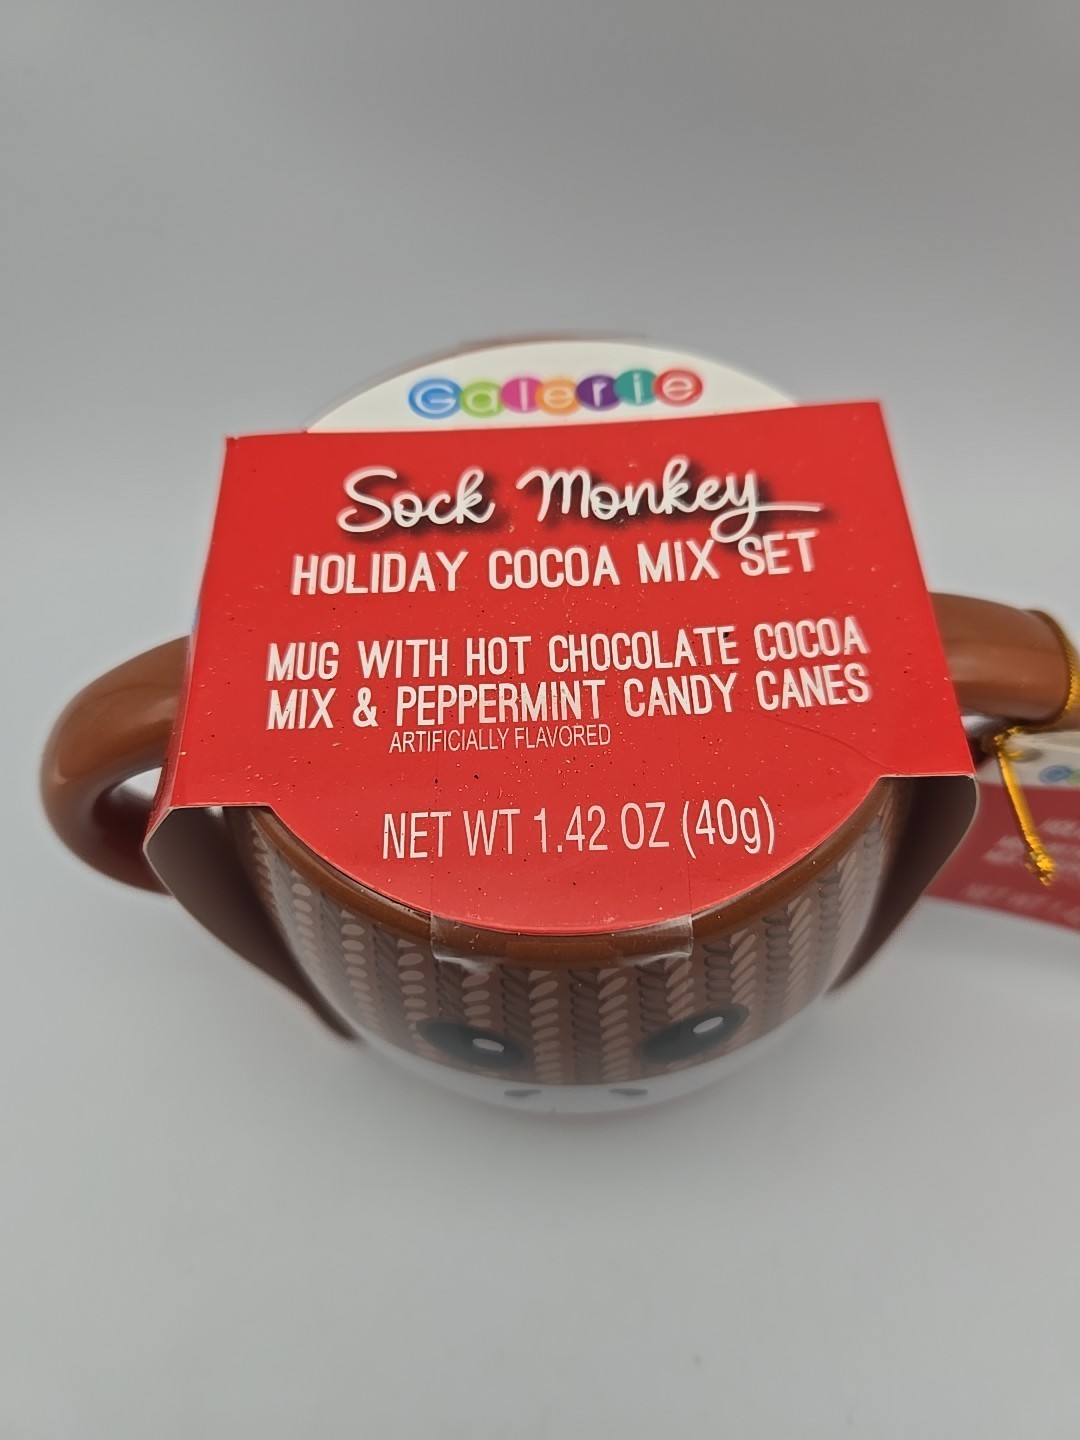 Galerie
Sock Monkey
HOLIDAY COCOA MIX SET
MUG WITH HOT CHOCOLATE COCOA
MIX & PEPPERMINT CANDY CANES
ARTIFICIALLY FLAVORED
NET WT 1.42 OZ (40g)